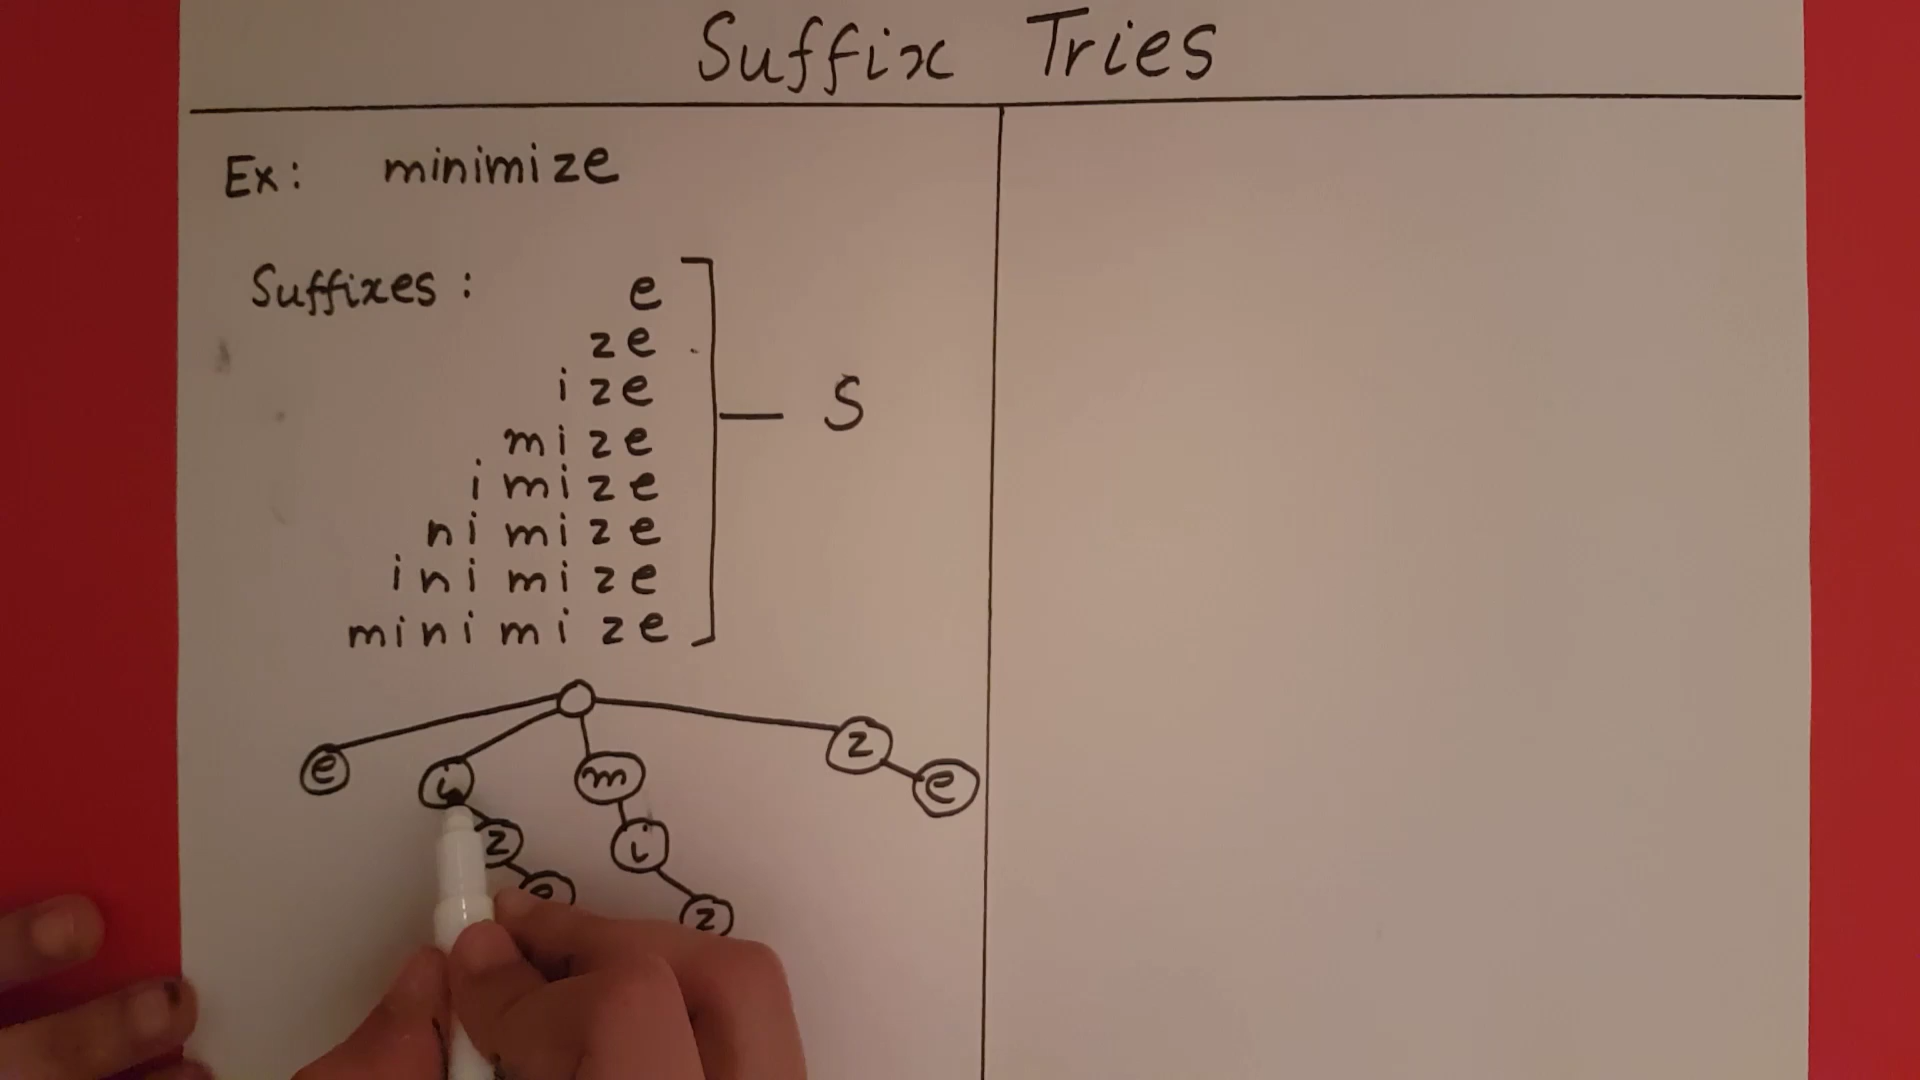 Suffix Tries
Ex: minimize
Suffixes: e
ze
ize
mize
imize
nimize
inimize
minimize
S
e i m z e
z i
e z